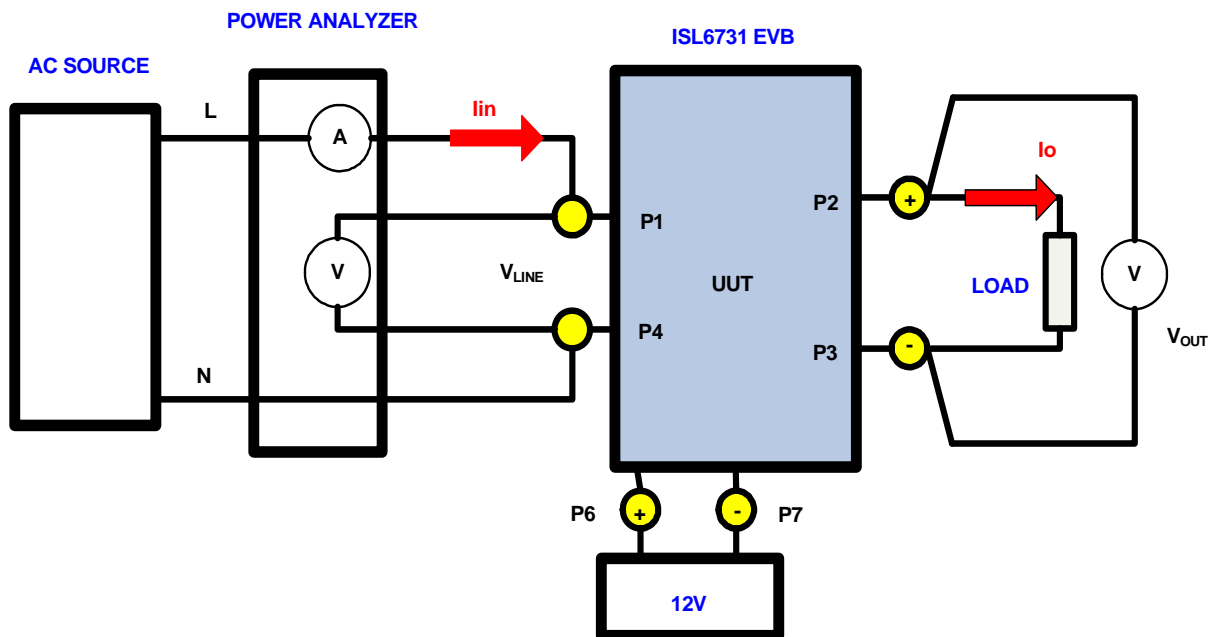 POWER ANALYZER
ISL6731 EVB
AC SOURCE
L
A
Iin
Io
P1
P2
+
V
VLINE
UUT
LOAD
V
P4
P3
-
VOUT
N
P6
+
-
P7
12V